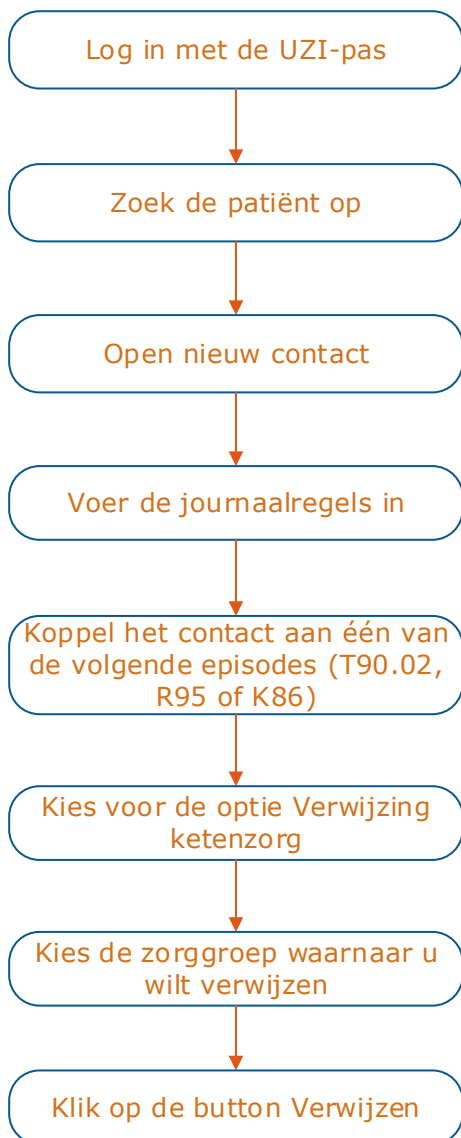 Log in met de UZI-pas
Zoek de patiënt op
Open nieuw contact
Voer de journaalregels in
Koppel het contact aan één van
de volgende episodes (T90.02,
R95 of K86)
Kies voor de optie Verwijzing
ketenzorg
Kies de zorggroep waarnaar u
wilt verwijzen
Klik op de button Verwijzen